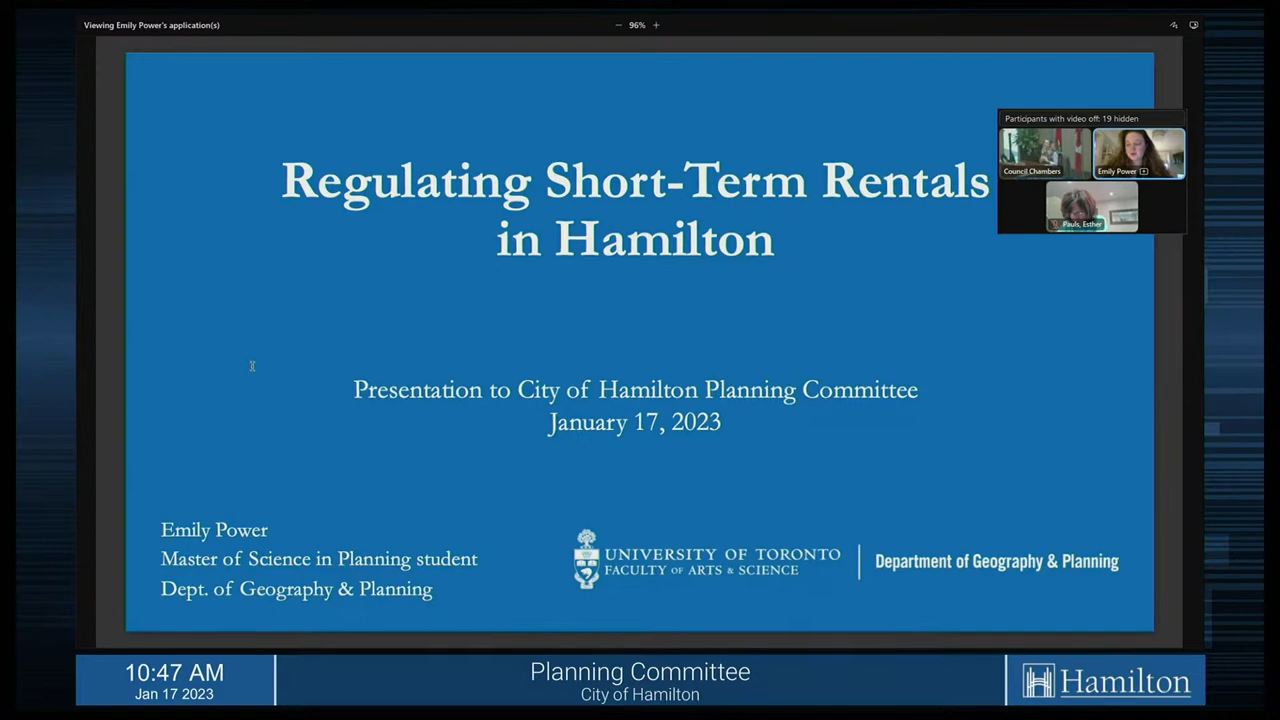 Viewing Emily Power's application(s)
96%
Participants with video off: 19 hidden
Council Chambers
Emily Power
Pauls, Esther
Regulating Short-Term Rentals
in Hamilton
Presentation to City of Hamilton Planning Committee
January 17, 2023
Emily Power
Master of Science in Planning student
Dept. of Geography & Planning
UNIVERSITY OF TORONTO
FACULTY OF ARTS & SCIENCE
Department of Geography & Planning
10:47 AM
Jan 17 2023
Planning Committee
City of Hamilton
Hamilton